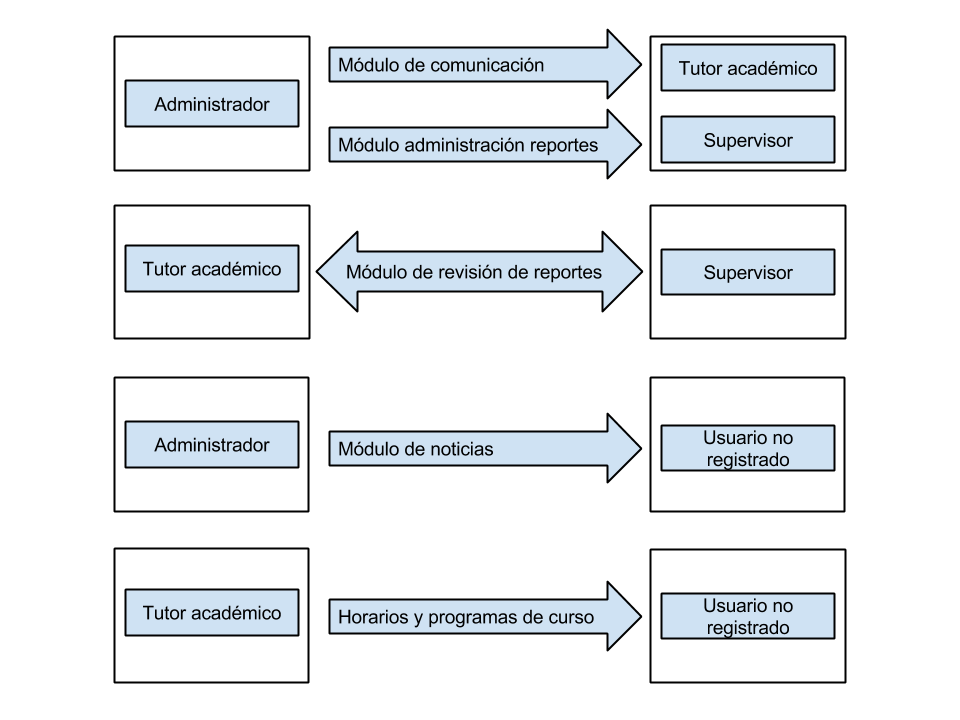 Administrador
Módulo de comunicación
Módulo administración reportes
Tutor académico
Supervisor
Tutor académico
Módulo de revisión de reportes
Supervisor
Administrador
Módulo de noticias
Usuario no
registrado
Tutor académico
Horarios y programas de curso
Usuario no
registrado